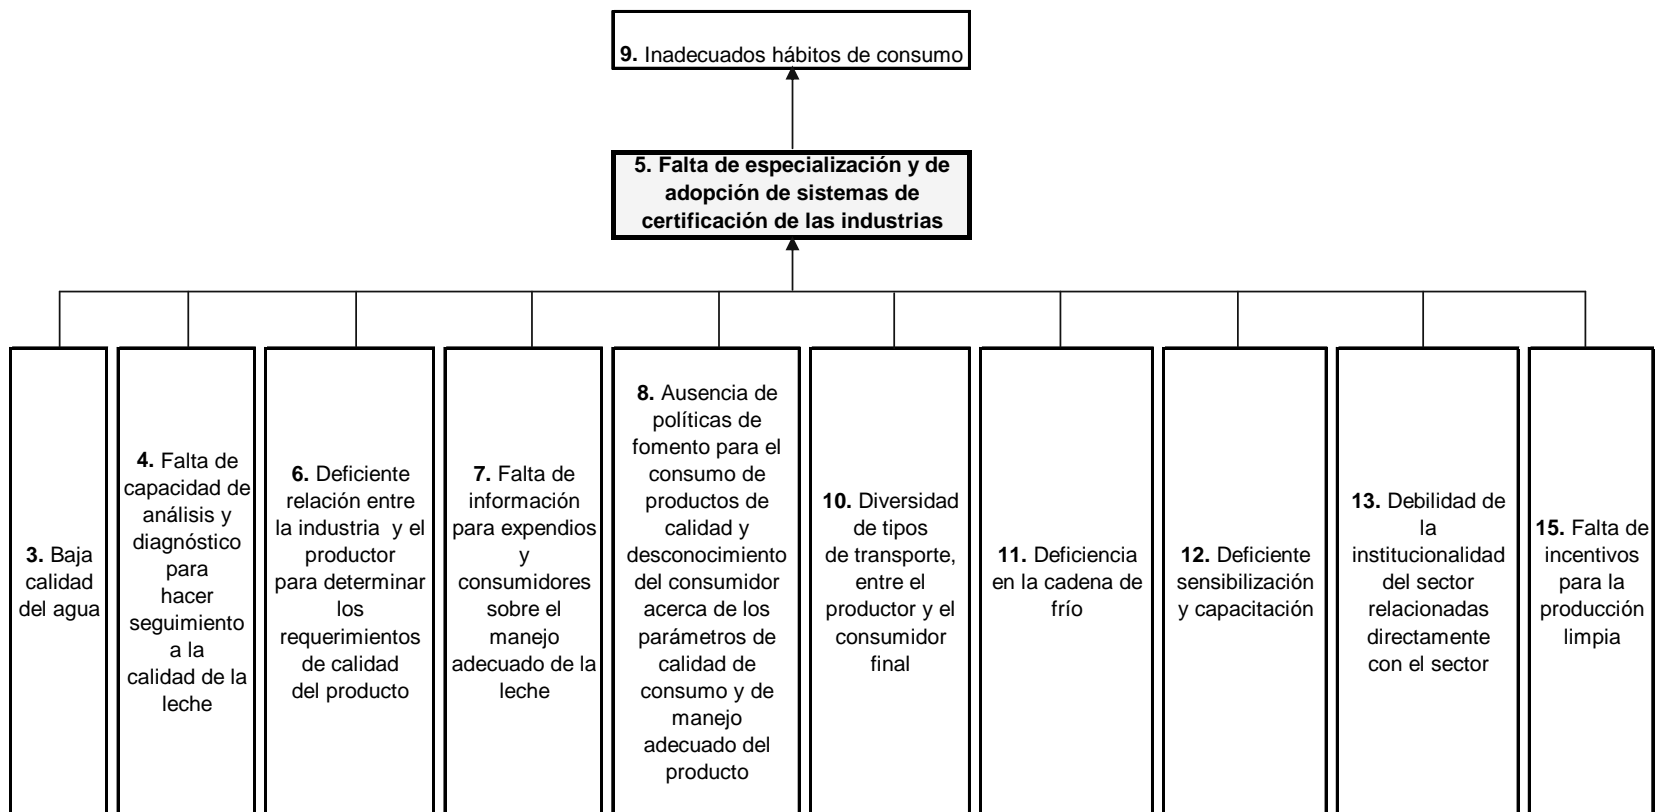 9. Inadecuados hábitos de consumo
5. Falta de especialización y de
adopción de sistemas de
certificación de las industrias
3. Baja
calidad
del agua
4. Falta de
capacidad de
análisis y
diagnóstico
para
hacer
seguimiento
a la
calidad de la
leche
6. Deficiente
relación entre
la industria y el
productor
para determinar
los
requerimientos
de calidad
del producto
7. Falta de
información
para expendios
y
consumidores
sobre el
manejo
adecuado de la
leche
8. Ausencia de
políticas de
fomento para el
consumo de
productos de
calidad y
desconocimiento
del consumidor
acerca de los
parámetros de
calidad de
consumo y de
manejo
adecuado del
producto
10. Diversidad
de tipos
de transporte,
entre el
productor y el
consumidor
final
11. Deficiencia
en la cadena de
frío
12. Deficiente
sensibilización
y capacitación
13. Debilidad de
la
institucionalidad
del sector
relacionadas
directamente
con el sector
15. Falta de
incentivos
para la
producción
limpia